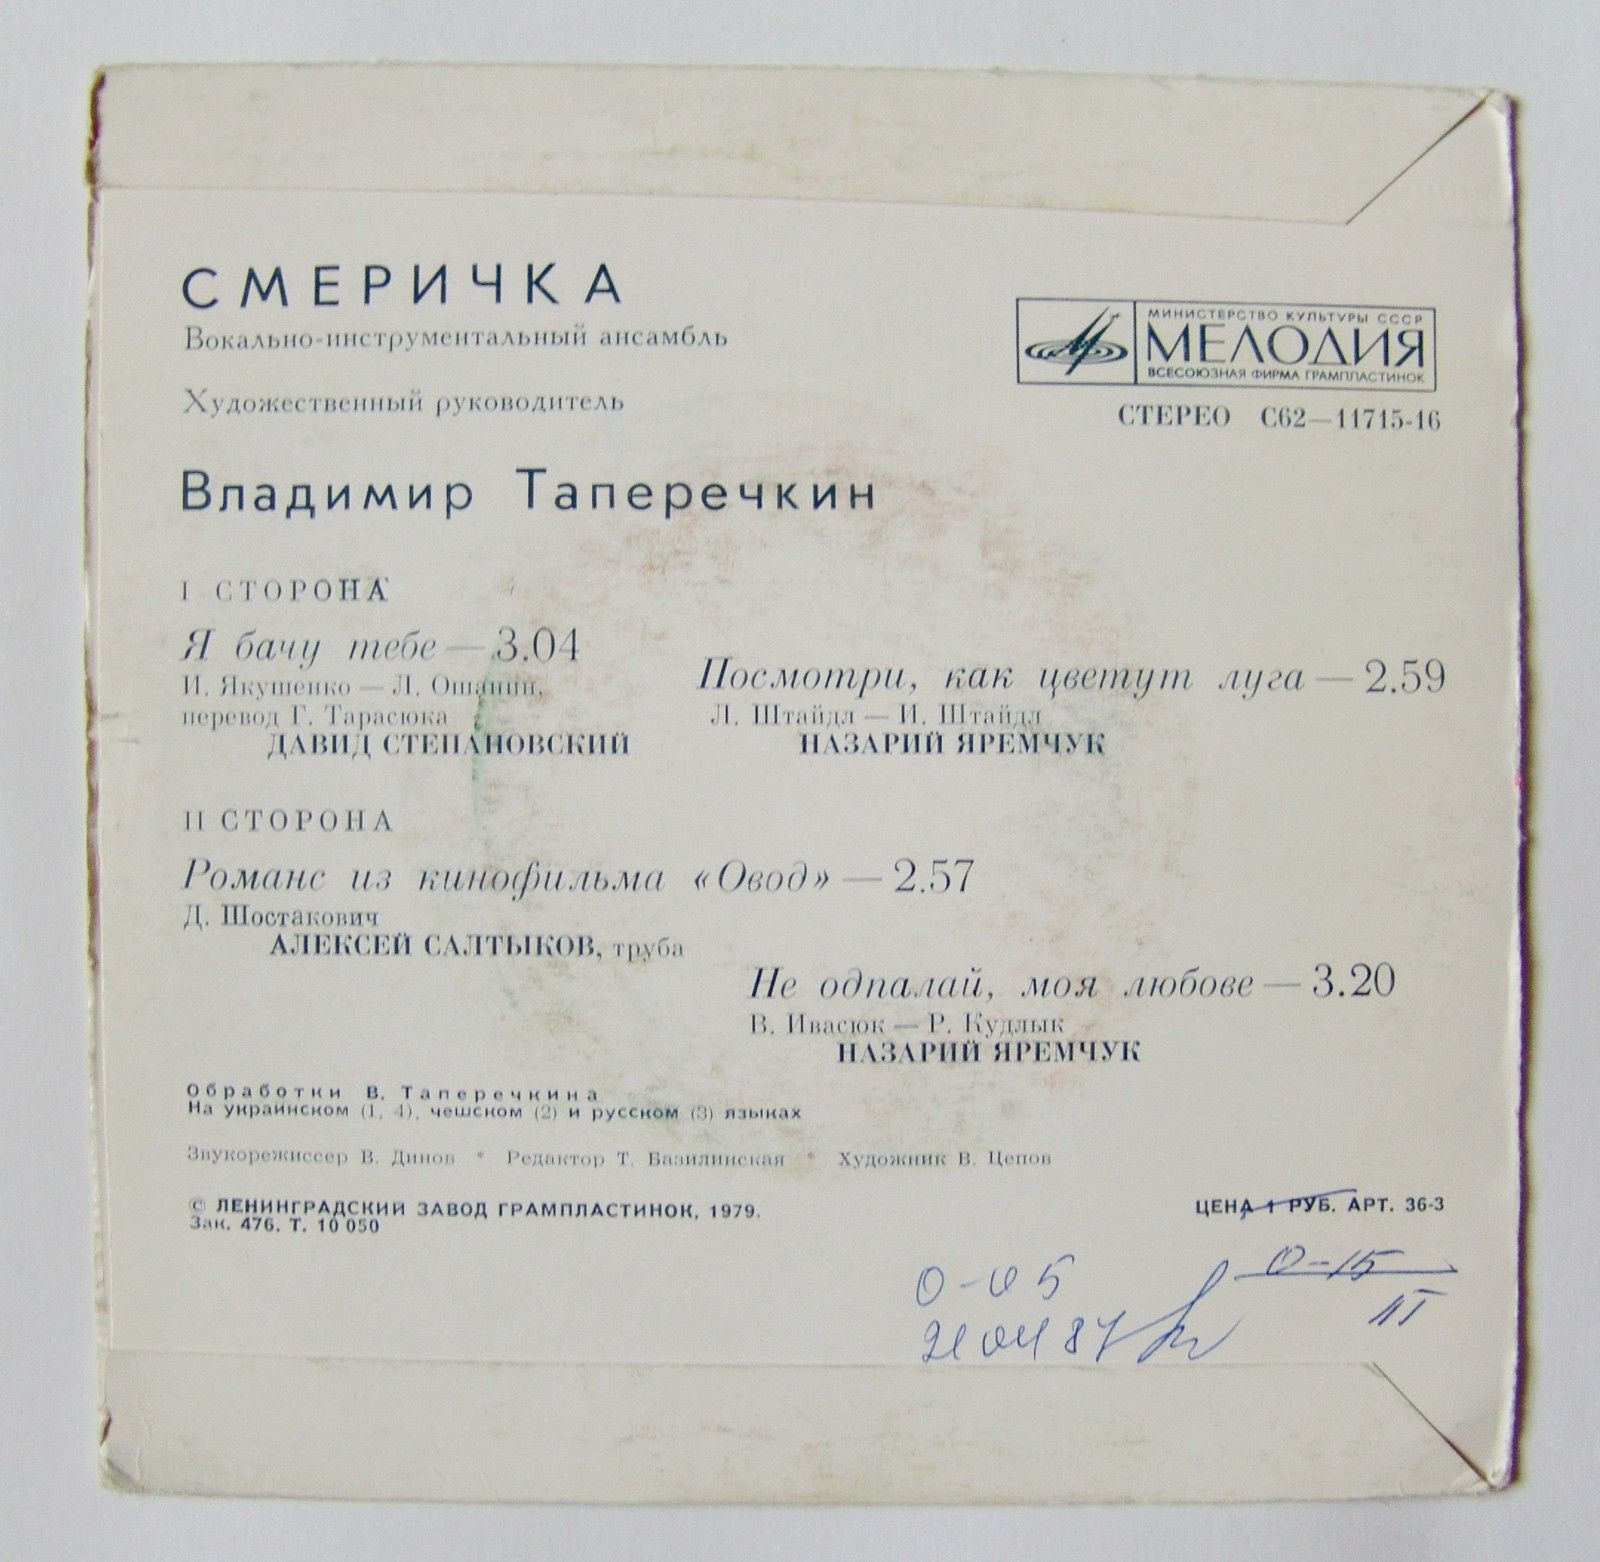 СМЕРИЧКА
Вокально-инструментальный ансамбль
Художественный руководитель
Владимир Таперечкин
МИНИСТЕРСТВО КУЛЬТУРЫ СССР
МЕЛОДИЯ
ВСЕСОЮЗНАЯ ФИРМА ГРАМПЛАСТИНОК
СТЕРЕО С62—11715-16
I СТОРОНА
Я бачу тебе — 3.04
И. Якушенко — Л. Ошанин,
перевод Г. Тарасюка
ДАВИД СТЕПАНОВСКИЙ
Посмотри, как цветут луга — 2.59
Л. Штайдл — И. Штайдл
НАЗАРИЙ ЯРЕМЧУК
II СТОРОНА
Романс из кинофильма «Овод» — 2.57
Д. Шостакович
АЛЕКСЕЙ САЛТЫКОВ, труба
Не одпалай, моя любове — 3.20
В. Ивасюк — Р. Кудлык
НАЗАРИЙ ЯРЕМЧУК
Обработки В. Таперечкина
На украинском (1, 4), чешском (2) и русском (3) языках
Звукорежиссер В. Динов * Редактор Т. Базилинская * Художник В. Цепов
© ЛЕНИНГРАДСКИЙ ЗАВОД ГРАМПЛАСТИНОК, 1979.
Зак. 476. Т. 10 050
ЦЕНА 1 РУБ. АРТ. 36-3
0-15
II
0-05
21 04 87